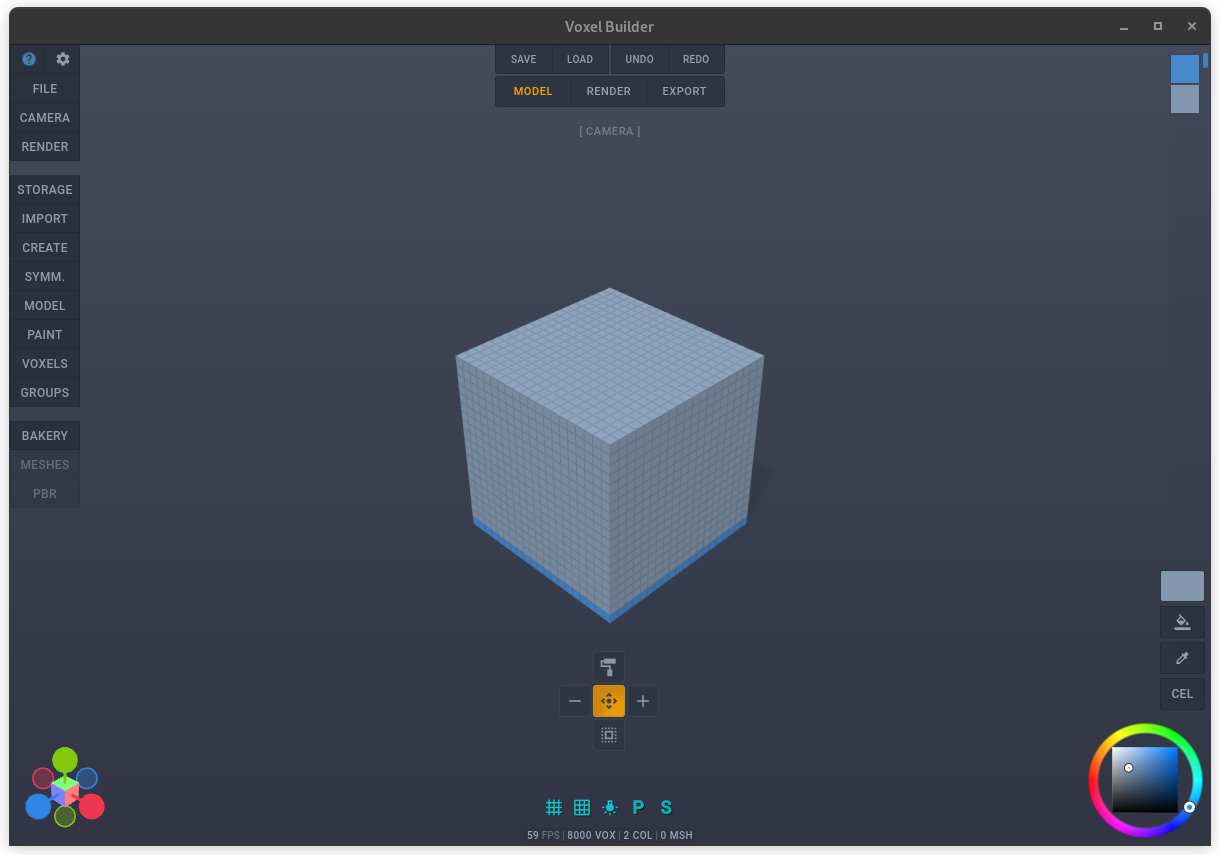 Voxel Builder
SAVE LOAD UNDO REDO
MODEL RENDER EXPORT
[ CAMERA ]
FILE
CAMERA
RENDER
STORAGE
IMPORT
CREATE
SYMM.
MODEL
PAINT
VOXELS
GROUPS
BAKERY
MESHES
PBR
CEL
P S
59 FPS | 8000 VOX | 2 COL | 0 MSH